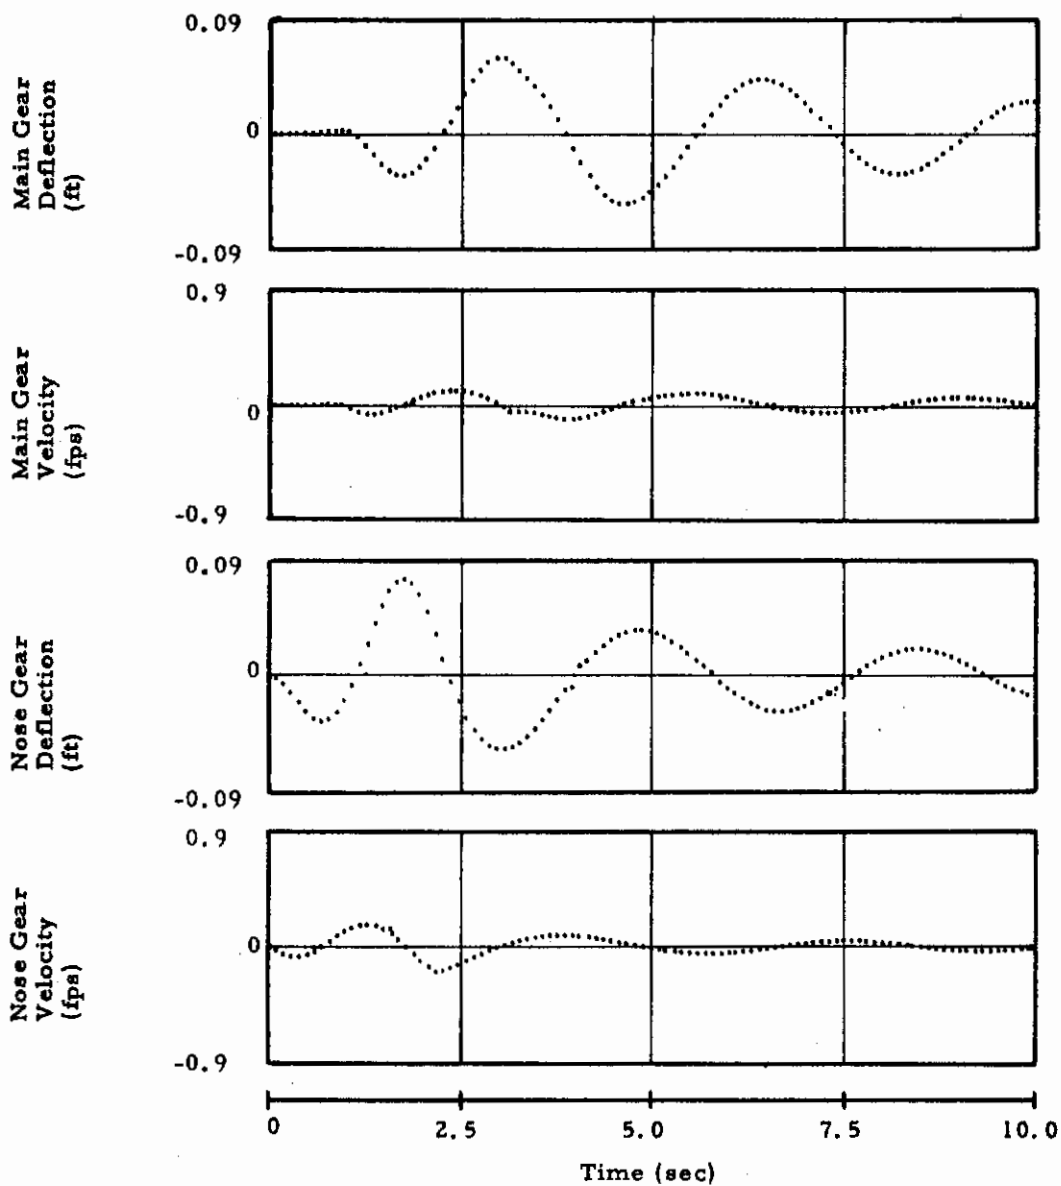 0.09
Main Gear
Deflection
(ft)
0
-0.09
0.9
Main Gear
Velocity
(fps)
0
-0.9
0.09
Nose Gear
Deflection
(ft)
0
-0.09
0.9
Nose Gear
Velocity
(fps)
0
-0.9
0 2.5 5.0 7.5 10.0
Time (sec)